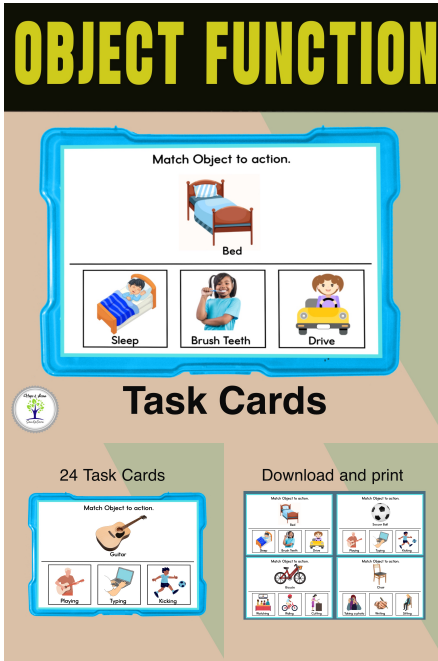 OBJECT FUNCTION
Match Object to action.
Bed
Sleep Brush Teeth Drive
Task Cards
24 Task Cards
Download and print
Match Object to action.
Guitar
Playing Typing Kicking
Match Object to action.
Bed
Sleep Brush Teeth Drive
Match Object to action.
Soccer Ball
Playing Typing Kicking
Match Object to action.
Bicycle
Riding Cutting
Match Object to action.
Chair
Writing Sitting